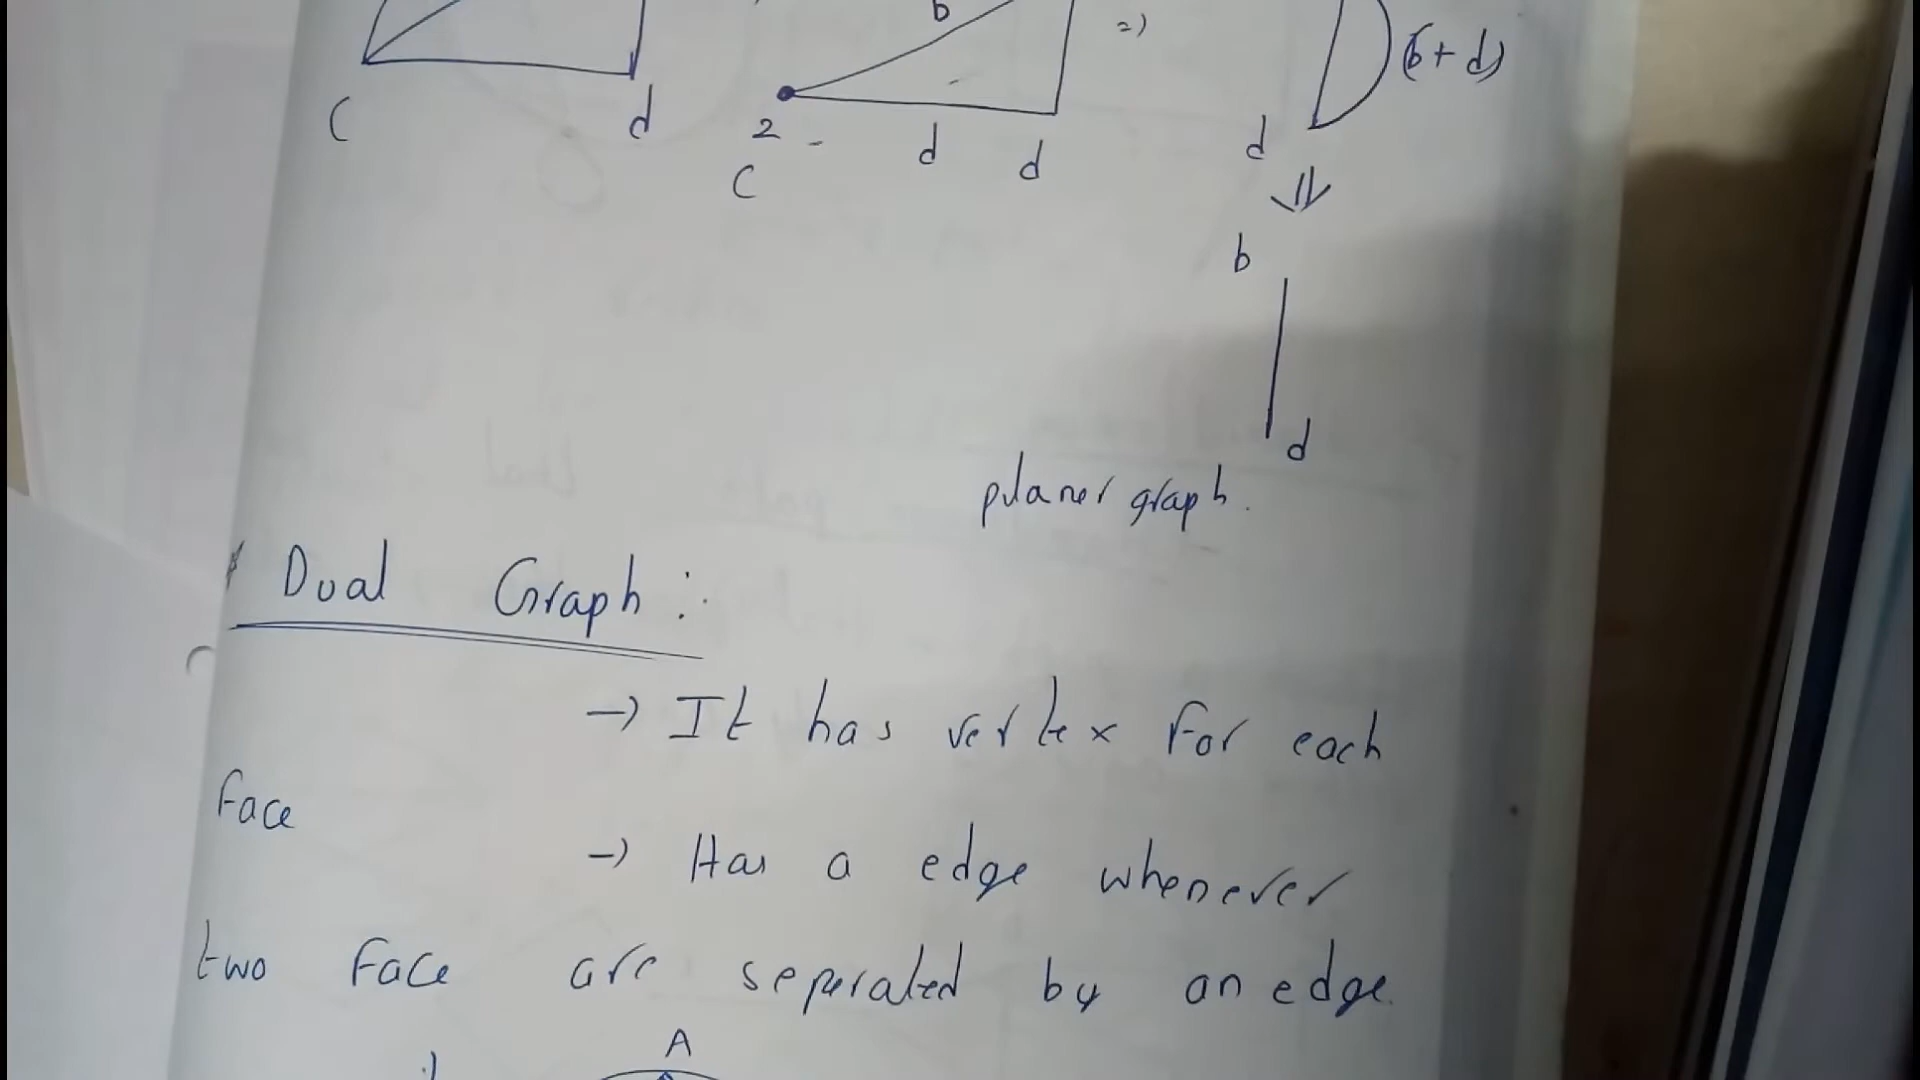 b
=)
(b+d)
C
d
2
d
d
d
C
b
d
planer graph.
Dual Graph :.
→ It has vertex for each
face
→ Has a edge whenever
two face are seperated by an edge.
A